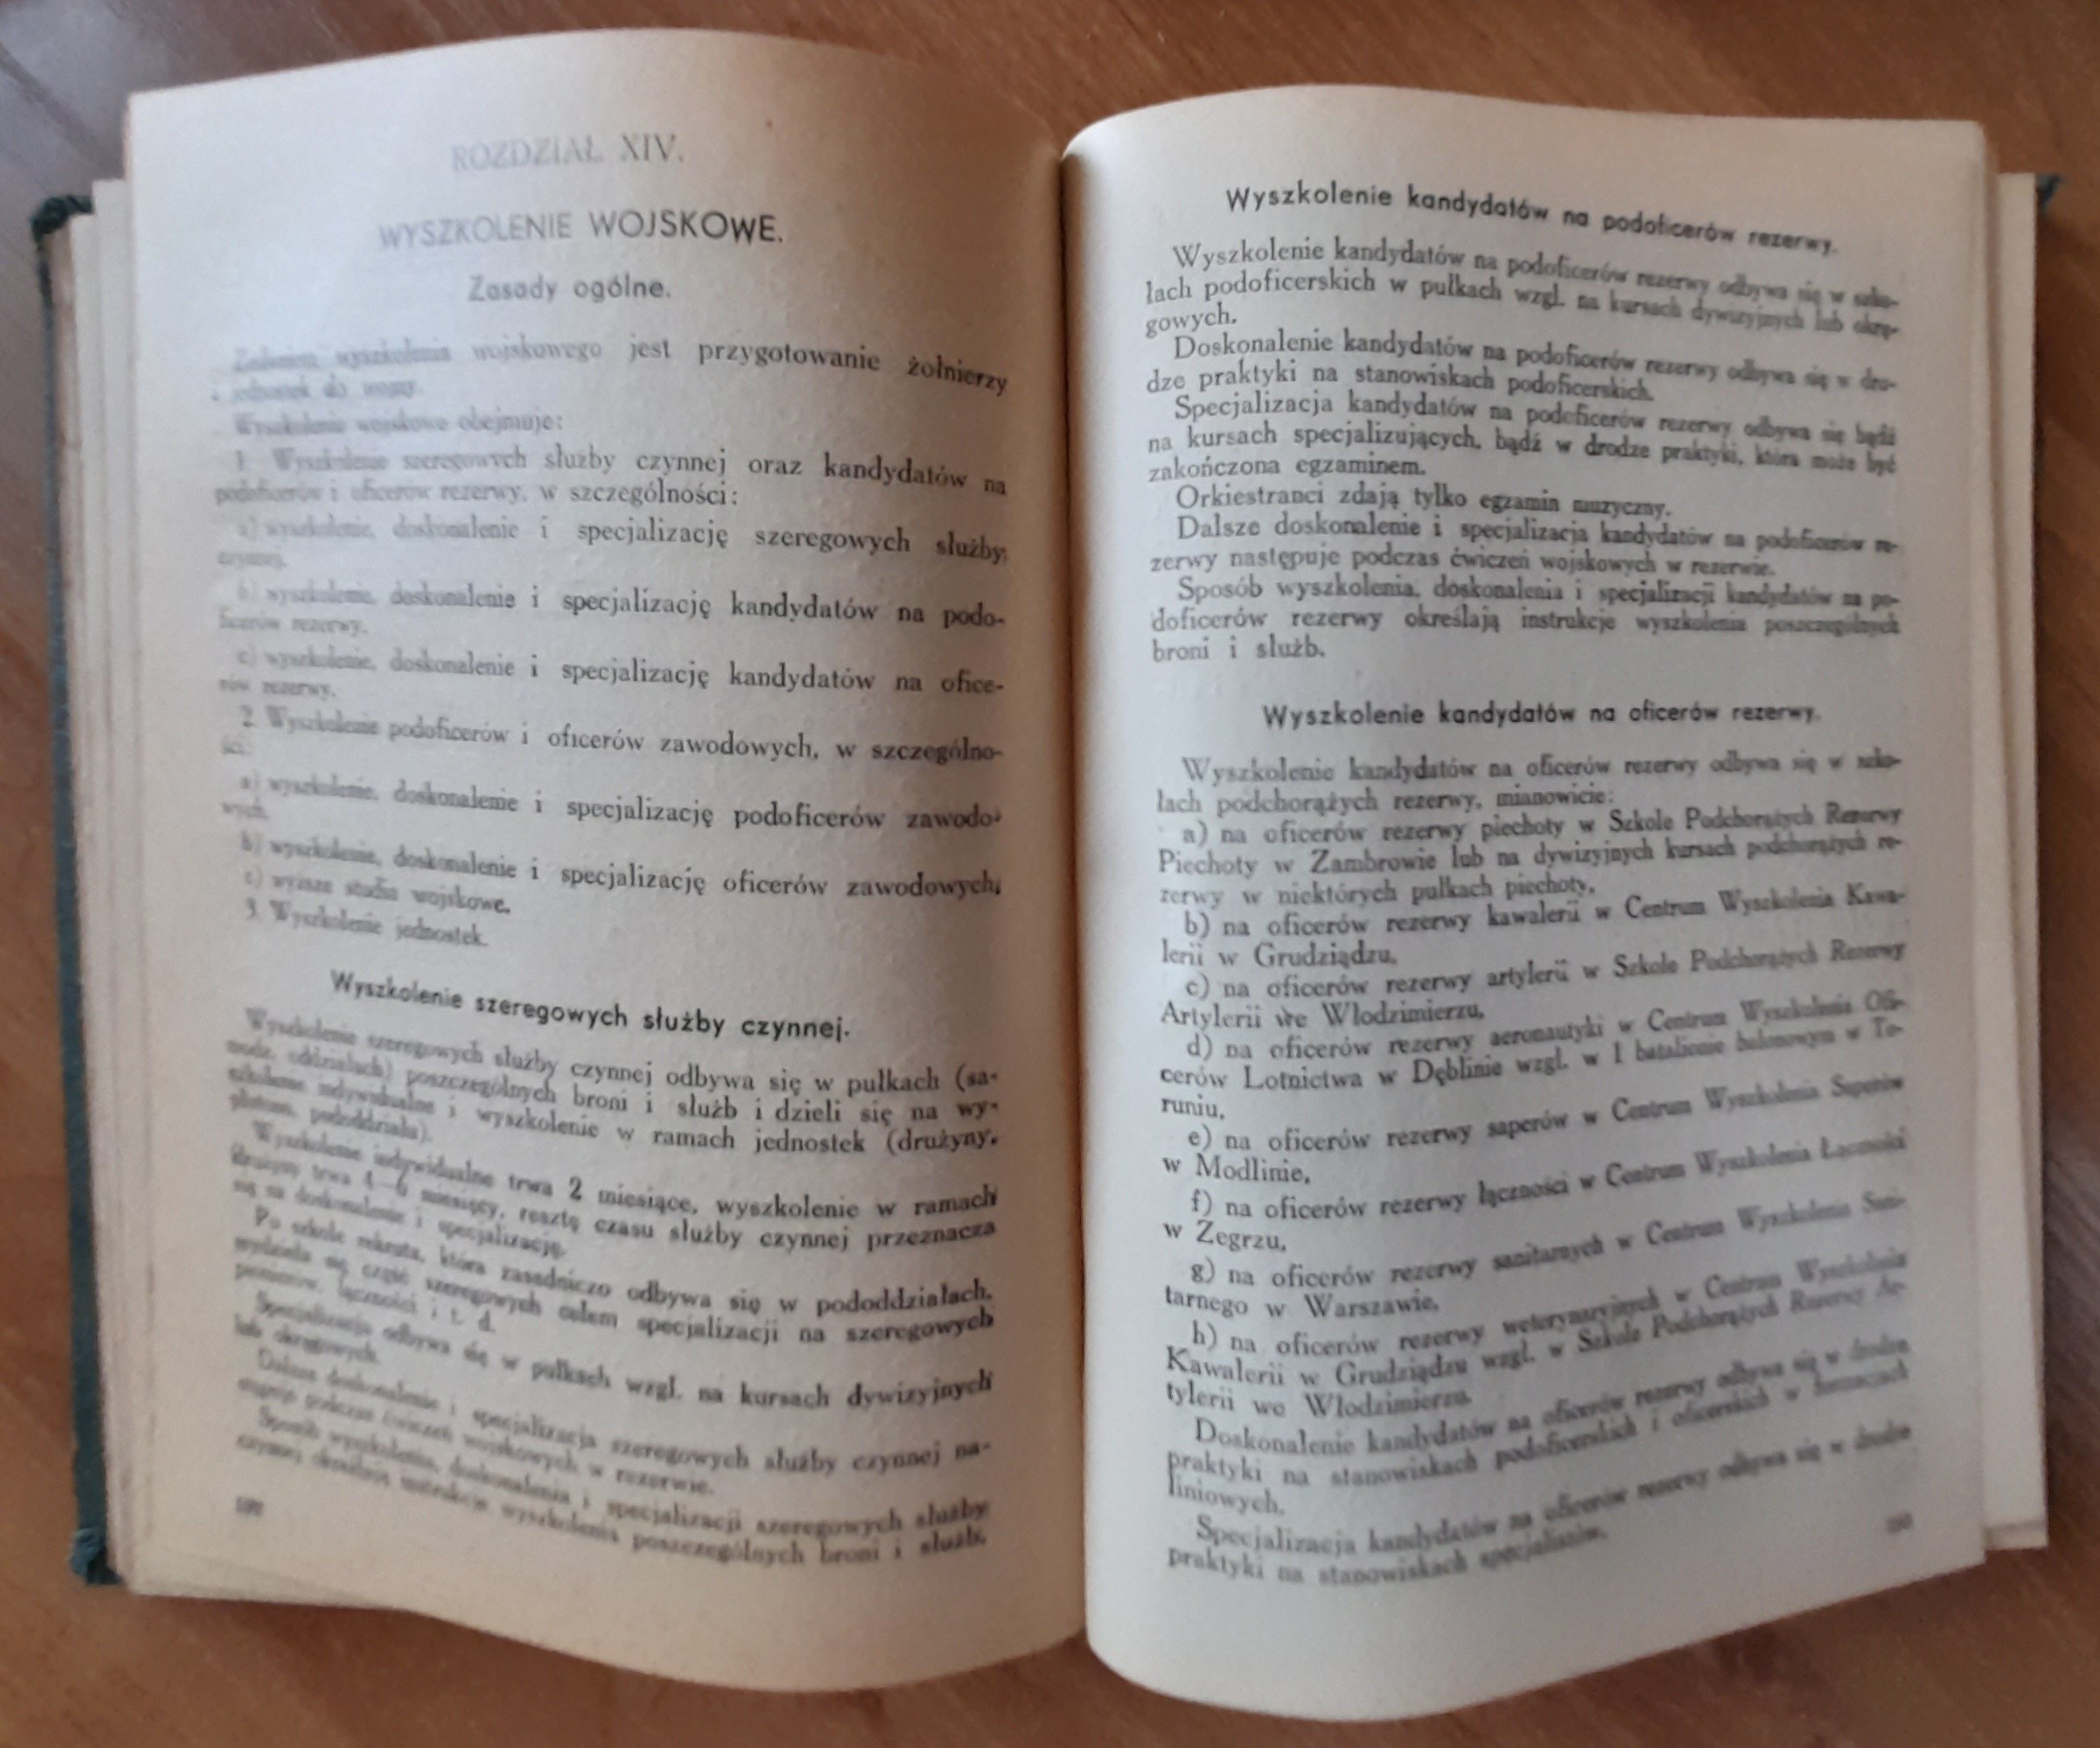 ROZDZIAŁ XIV.
WYSZKOLENIE WOJSKOWE.
Zasady ogólne.
Zadaniem wyszkolenia wojskowego jest przygotowanie żołnierzy
i jednostek do wojny.
Wyszkolenie wojskowe obejmuje:
1. Wyszkolenie szeregowych służby czynnej oraz kandydatów na
podoficerów i oficerów rezerwy, w szczególności:
a) wyszkolenie, doskonalenie i specjalizację szeregowych służby
czynnej,
b) wyszkolenie, doskonalenie i specjalizację kandydatów na podo-
ficerów rezerwy,
c) wyszkolenie, doskonalenie i specjalizację kandydatów na ofice-
rów rezerwy.
2. Wyszkolenie podoficerów i oficerów zawodowych, w szczególno-
ści:
a) wyszkolenie, doskonalenie i specjalizację podoficerów zawodo-
wych,
b) wyszkolenie, doskonalenie i specjalizację oficerów zawodowych,
c) wyższe studia wojskowe.
3. Wyszkolenie jednostek.
Wyszkolenie szeregowych służby czynnej.
Wyszkolenie szeregowych służby czynnej odbywa się w pułkach (sa-
modz. oddziałach) poszczególnych broni i służb i dzieli się na wy-
szkolenie indywidualne i wyszkolenie w ramach jednostek (drużyny,
plutonu, pododdziału).
Wyszkolenie indywidualne trwa 2 miesiące, wyszkolenie w ramach
drużyny trwa 4—6 miesięcy, resztę czasu służby czynnej przeznacza
się na doskonalenie i specjalizację.
Po szkole rekruta, która zasadniczo odbywa się w pododdziałach,
wydziela się część szeregowych celem specjalizacji na szeregowych
pionierów, łączności i t. d.
Specjalizacja odbywa się w pułkach wzgl. na kursach dywizyjnych
lub okręgowych.
Dalsze doskonalenie i specjalizacja szeregowych służby czynnej na-
stępuje podczas ćwiczeń wojskowych w rezerwie.
Sposób wyszkolenia, doskonalenia i specjalizacji szeregowych służby
czynnej określają instrukcje wyszkolenia poszczególnych broni i służb.
Wyszkolenie kandydatów na podoficerów rezerwy.
Wyszkolenie kandydatów na podoficerów rezerwy odbywa się w szko-
łach podoficerskich w pułkach wzgl. na kursach dywizyjnych lub okrę-
gowych.
Doskonalenie kandydatów na podoficerów rezerwy odbywa się w dro-
dze praktyki na stanowiskach podoficerskich.
Specjalizacja kandydatów na podoficerów rezerwy odbywa się bądź
na kursach specjalizujących, bądź w drodze praktyki, która może być
zakończona egzaminem.
Orkiestranci zdają tylko egzamin muzyczny.
Dalsze doskonalenie i specjalizacja kandydatów na podoficerów re-
zerwy następuje podczas ćwiczeń wojskowych w rezerwie.
Sposób wyszkolenia, doskonalenia i specjalizacji kandydatów na po-
doficerów rezerwy określają instrukcje wyszkolenia poszczególnych
broni i służb.
Wyszkolenie kandydatów na oficerów rezerwy.
Wyszkolenie kandydatów na oficerów rezerwy odbywa się w szko-
łach podchorążych rezerwy, mianowicie:
a) na oficerów rezerwy piechoty w Szkole Podchorążych Rezerwy
Piechoty w Zambrowie lub na dywizyjnych kursach podchorążych re-
zerwy w niektórych pułkach piechoty,
b) na oficerów rezerwy kawalerii w Centrum Wyszkolenia Kawa-
lerii w Grudziądzu,
c) na oficerów rezerwy artylerii w Szkole Podchorążych Rezerwy
Artylerii we Włodzimierzu,
d) na oficerów rezerwy aeronautyki w Centrum Wyszkolenia Ofi-
cerów Lotnictwa w Dęblinie wzgl. w 1 batalionie balonowym w To-
runiu,
e) na oficerów rezerwy saperów w Centrum Wyszkolenia Saperów
w Modlinie,
f) na oficerów rezerwy łączności w Centrum Wyszkolenia Łączności
w Zegrzu,
g) na oficerów rezerwy sanitarnych w Centrum Wyszkolenia Sani-
tarnego w Warszawie,
h) na oficerów rezerwy weterynaryjnych w Centrum Wyszkolenia
Kawalerii w Grudziądzu wzgl. w Szkole Podchorążych Rezerwy Ar-
tylerii we Włodzimierzu.
Doskonalenie kandydatów na oficerów rezerwy odbywa się w drodze
praktyki na stanowiskach podoficerskich i oficerskich w formacjach
liniowych.
Specjalizacja kandydatów na oficerów rezerwy odbywa się w drodze
praktyki na stanowiskach specjalistów.